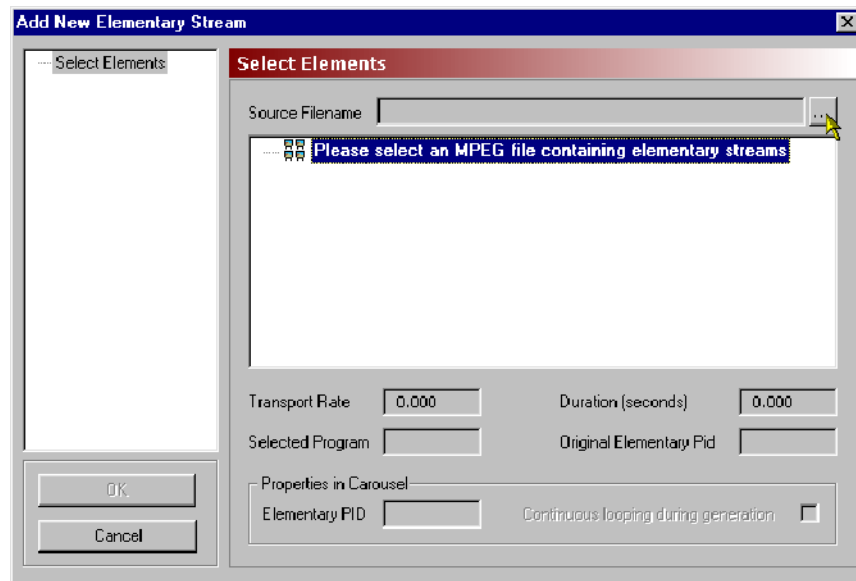 Add New Elementary Stream
Select Elements
Select Elements
Source Filename
...
Please select an MPEG file containing elementary streams
Transport Rate 0.000 Duration (seconds) 0.000
Selected Program Original Elementary Pid
Properties in Carousel
Elementary PID Continuous looping during generation
OK
Cancel